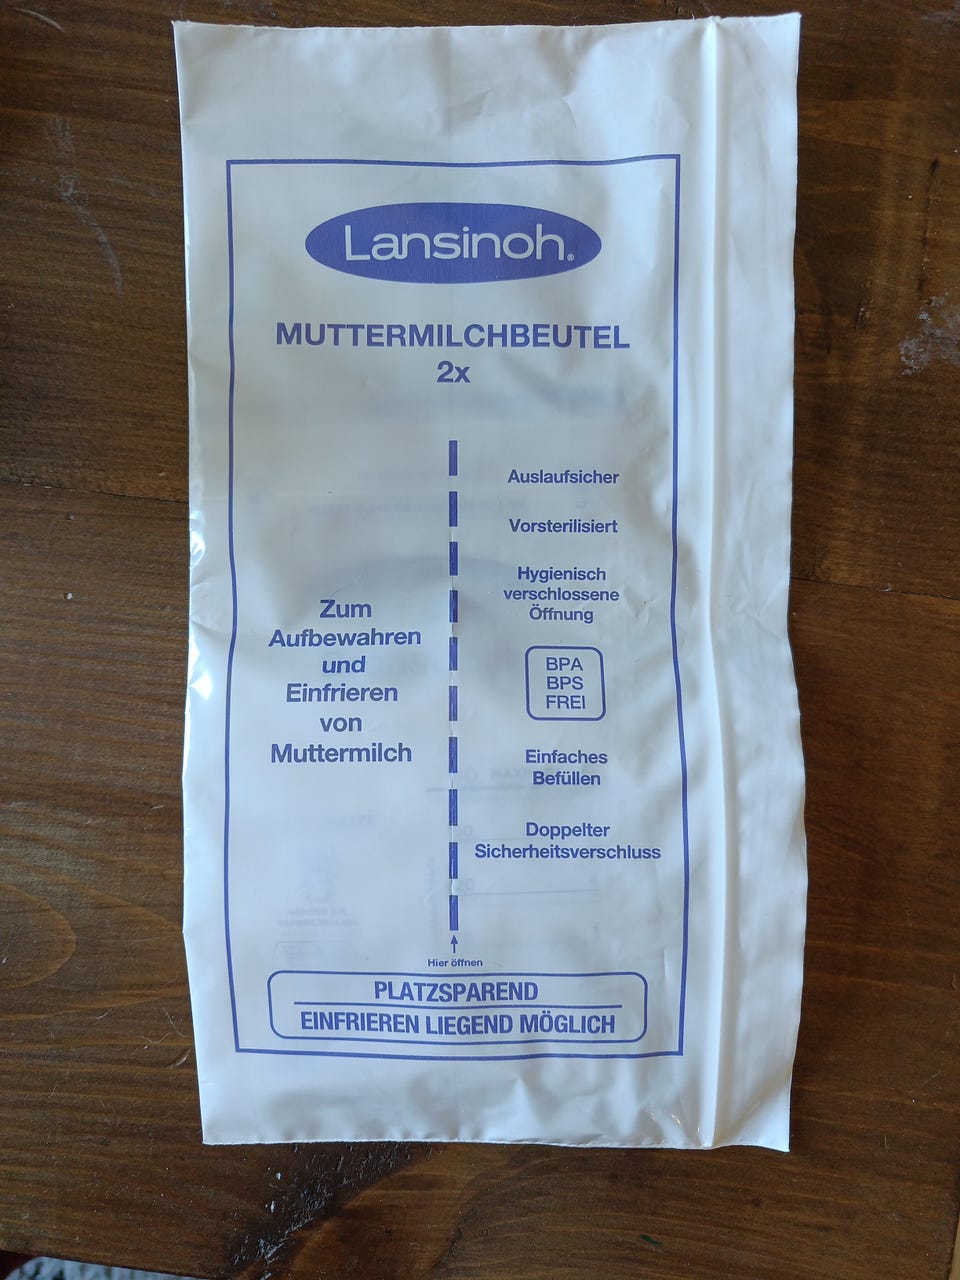 Lansinoh®
MUTTERMILCHBEUTEL
2x
Zum
Aufbewahren
und
Einfrieren
von
Muttermilch
Auslaufsicher
Vorsterilisiert
Hygienisch
verschlossene
Öffnung
BPA
BPS
FREI
Einfaches
Befüllen
Doppelter
Sicherheitsverschluss
Hier öffnen
PLATZSPAREND
EINFRIEREN LIEGEND MÖGLICH